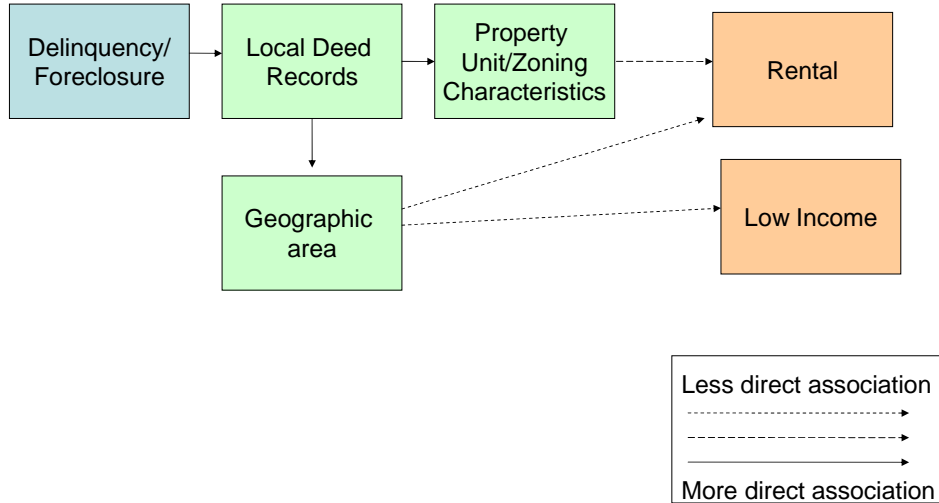 Delinquency/
Foreclosure
Local Deed
Records
Property
Unit/Zoning
Characteristics
Rental
Geographic
area
Low Income
Less direct association
More direct association